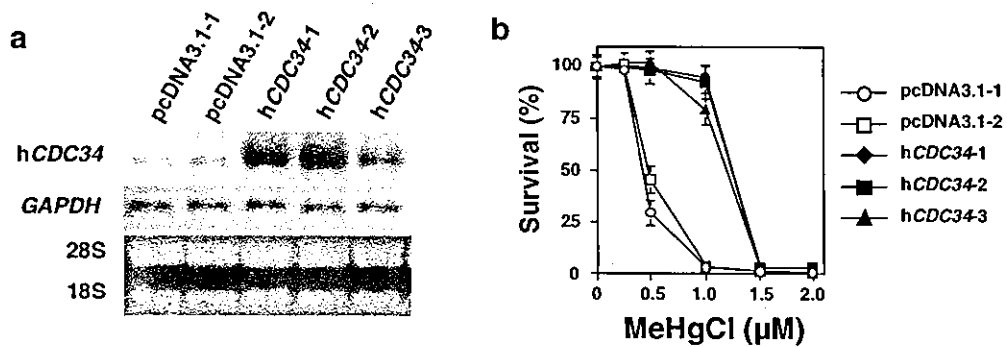 a
pcDNA3.1-1
pcDNA3.1-2
hCDC34-1
hCDC34-2
hCDC34-3
hCDC34
GAPDH
28S
18S
b
Survival (%)
100
75
50
25
0
0
0.5
1.0
1.5
2.0
MeHgCl (µM)
pcDNA3.1-1
pcDNA3.1-2
hCDC34-1
hCDC34-2
hCDC34-3